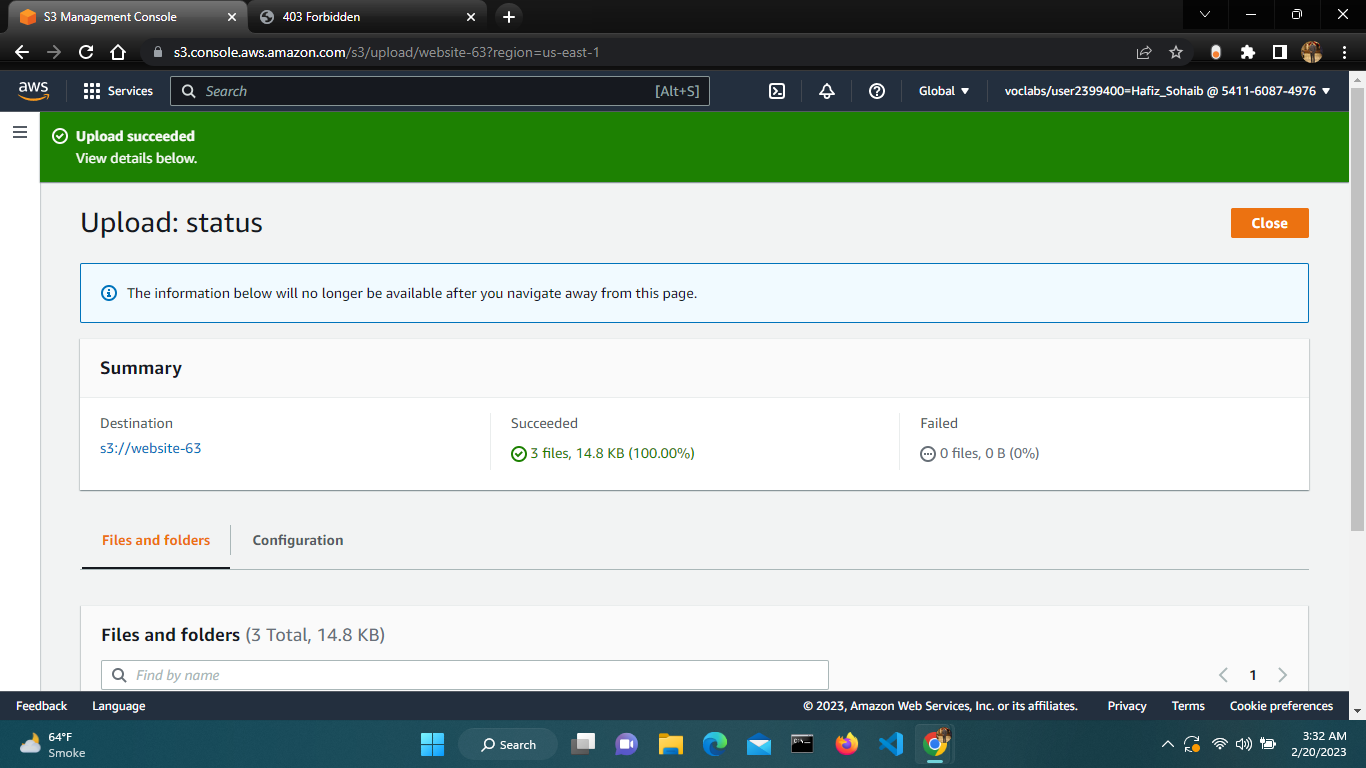 S3 Management Console
403 Forbidden
s3.console.aws.amazon.com/s3/upload/website-63?region=us-east-1
aws
Services
Search
[Alt+S]
Global
voclabs/user2399400=Hafiz_Sohaib @ 5411-6087-4976
Upload succeeded
View details below.
Upload: status
Close
The information below will no longer be available after you navigate away from this page.
Summary
Destination
s3://website-63
Succeeded
3 files, 14.8 KB (100.00%)
Failed
0 files, 0 B (0%)
Files and folders
Configuration
Files and folders (3 Total, 14.8 KB)
Find by name
1
Feedback
Language
© 2023, Amazon Web Services, Inc. or its affiliates.
Privacy
Terms
Cookie preferences
64°F
Smoke
Search
3:32 AM
2/20/2023